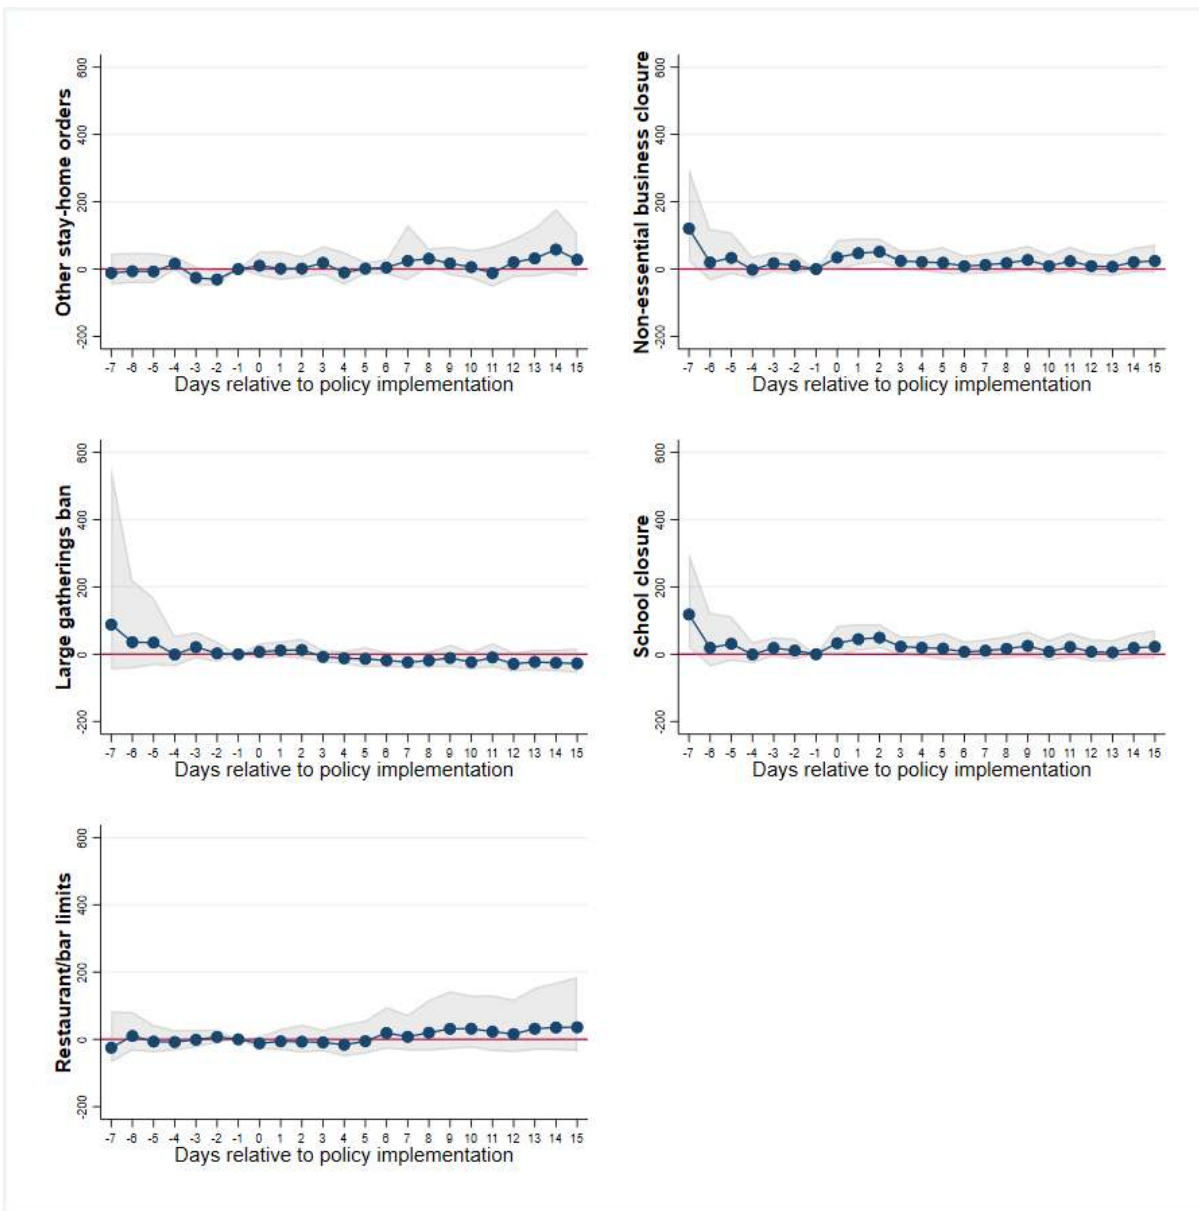 Other stay-home orders
600
400
200
0
-200
-7 -6 -5 -4 -3 -2 -1 0 1 2 3 4 5 6 7 8 9 10 11 12 13 14 15
Days relative to policy implementation
Non-essential business closure
600
400
200
0
-200
-7 -6 -5 -4 -3 -2 -1 0 1 2 3 4 5 6 7 8 9 10 11 12 13 14 15
Days relative to policy implementation
Large gatherings ban
600
400
200
0
-200
-7 -6 -5 -4 -3 -2 -1 0 1 2 3 4 5 6 7 8 9 10 11 12 13 14 15
Days relative to policy implementation
School closure
600
400
200
0
-200
-7 -6 -5 -4 -3 -2 -1 0 1 2 3 4 5 6 7 8 9 10 11 12 13 14 15
Days relative to policy implementation
Restaurant/bar limits
600
400
200
0
-200
-7 -6 -5 -4 -3 -2 -1 0 1 2 3 4 5 6 7 8 9 10 11 12 13 14 15
Days relative to policy implementation